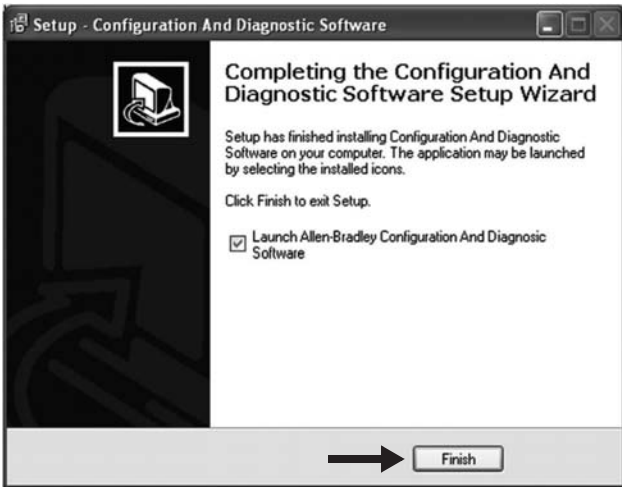 Setup - Configuration And Diagnostic Software
Completing the Configuration And
Diagnostic Software Setup Wizard
Setup has finished installing Configuration And Diagnostic
Software on your computer. The application may be launched
by selecting the installed icons.
Click Finish to exit Setup.
Launch Allen-Bradley Configuration And Diagnosic
Software
Finish